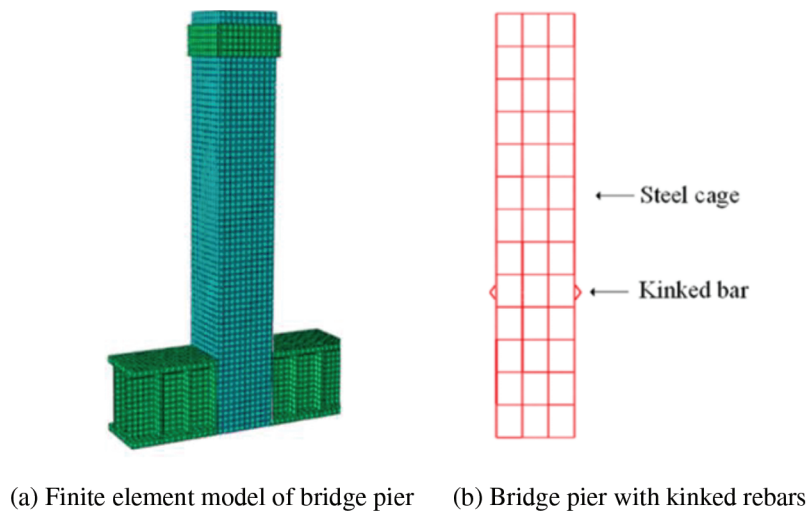 Steel cage
Kinked bar
(a) Finite element model of bridge pier
(b) Bridge pier with kinked rebars